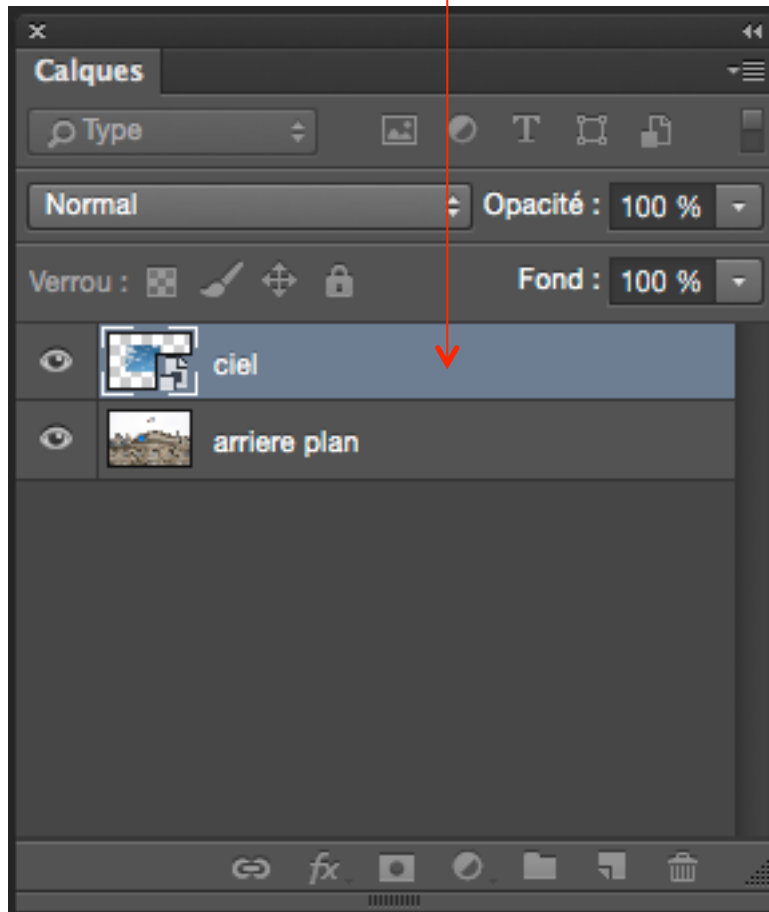 Calques
Type
Normal Opacité : 100 %
Verrou : Fond : 100 %
ciel
arriere plan